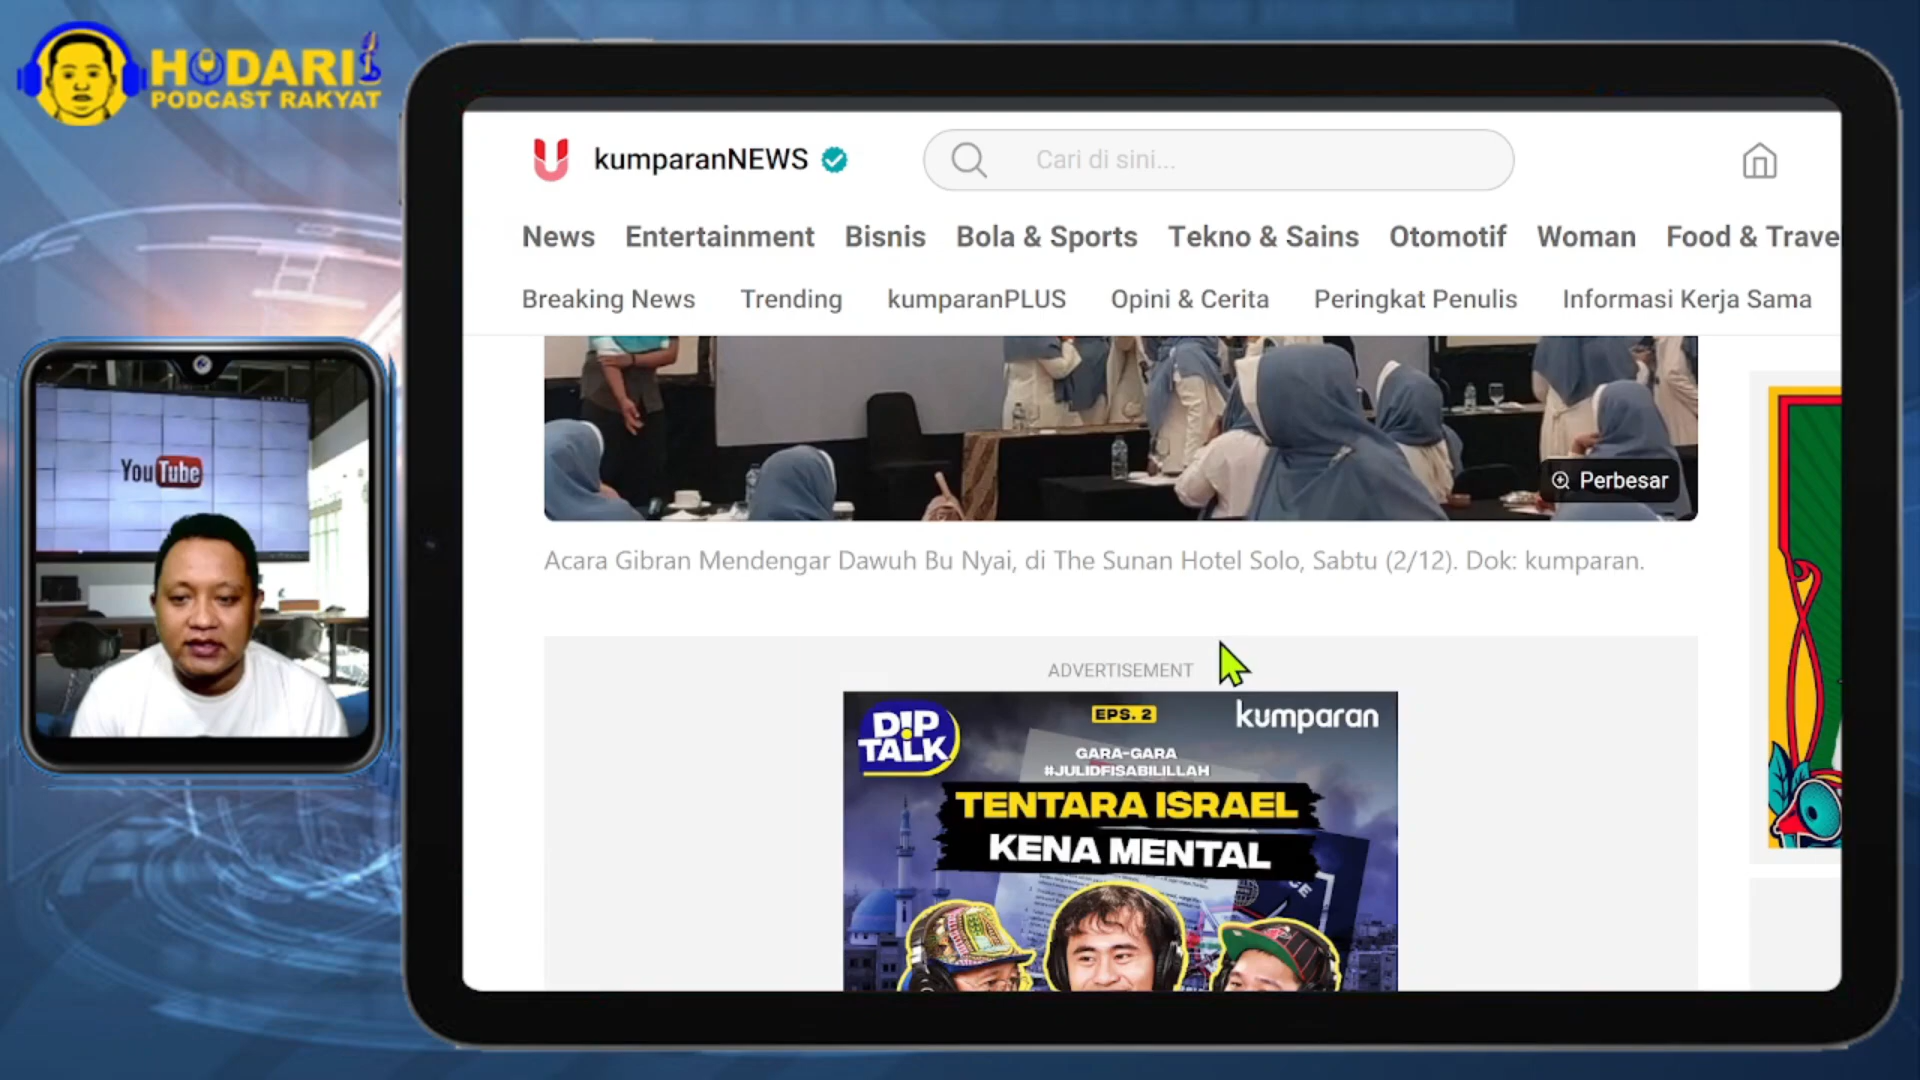 HODARI
PODCAST RAKYAT
kumparanNEWS
Cari di sini...
News Entertainment Bisnis Bola & Sports Tekno & Sains Otomotif Woman Food & Trave
Breaking News Trending kumparanPLUS Opini & Cerita Peringkat Penulis Informasi Kerja Sama
Perbesar
YouTube
Acara Gibran Mendengar Dawuh Bu Nyai, di The Sunan Hotel Solo, Sabtu (2/12). Dok: kumparan.
ADVERTISEMENT
D!P TALK
EPS. 2
kumparan
GARA-GARA
#JULIDFISABILILLAH
TENTARA ISRAEL
KENA MENTAL